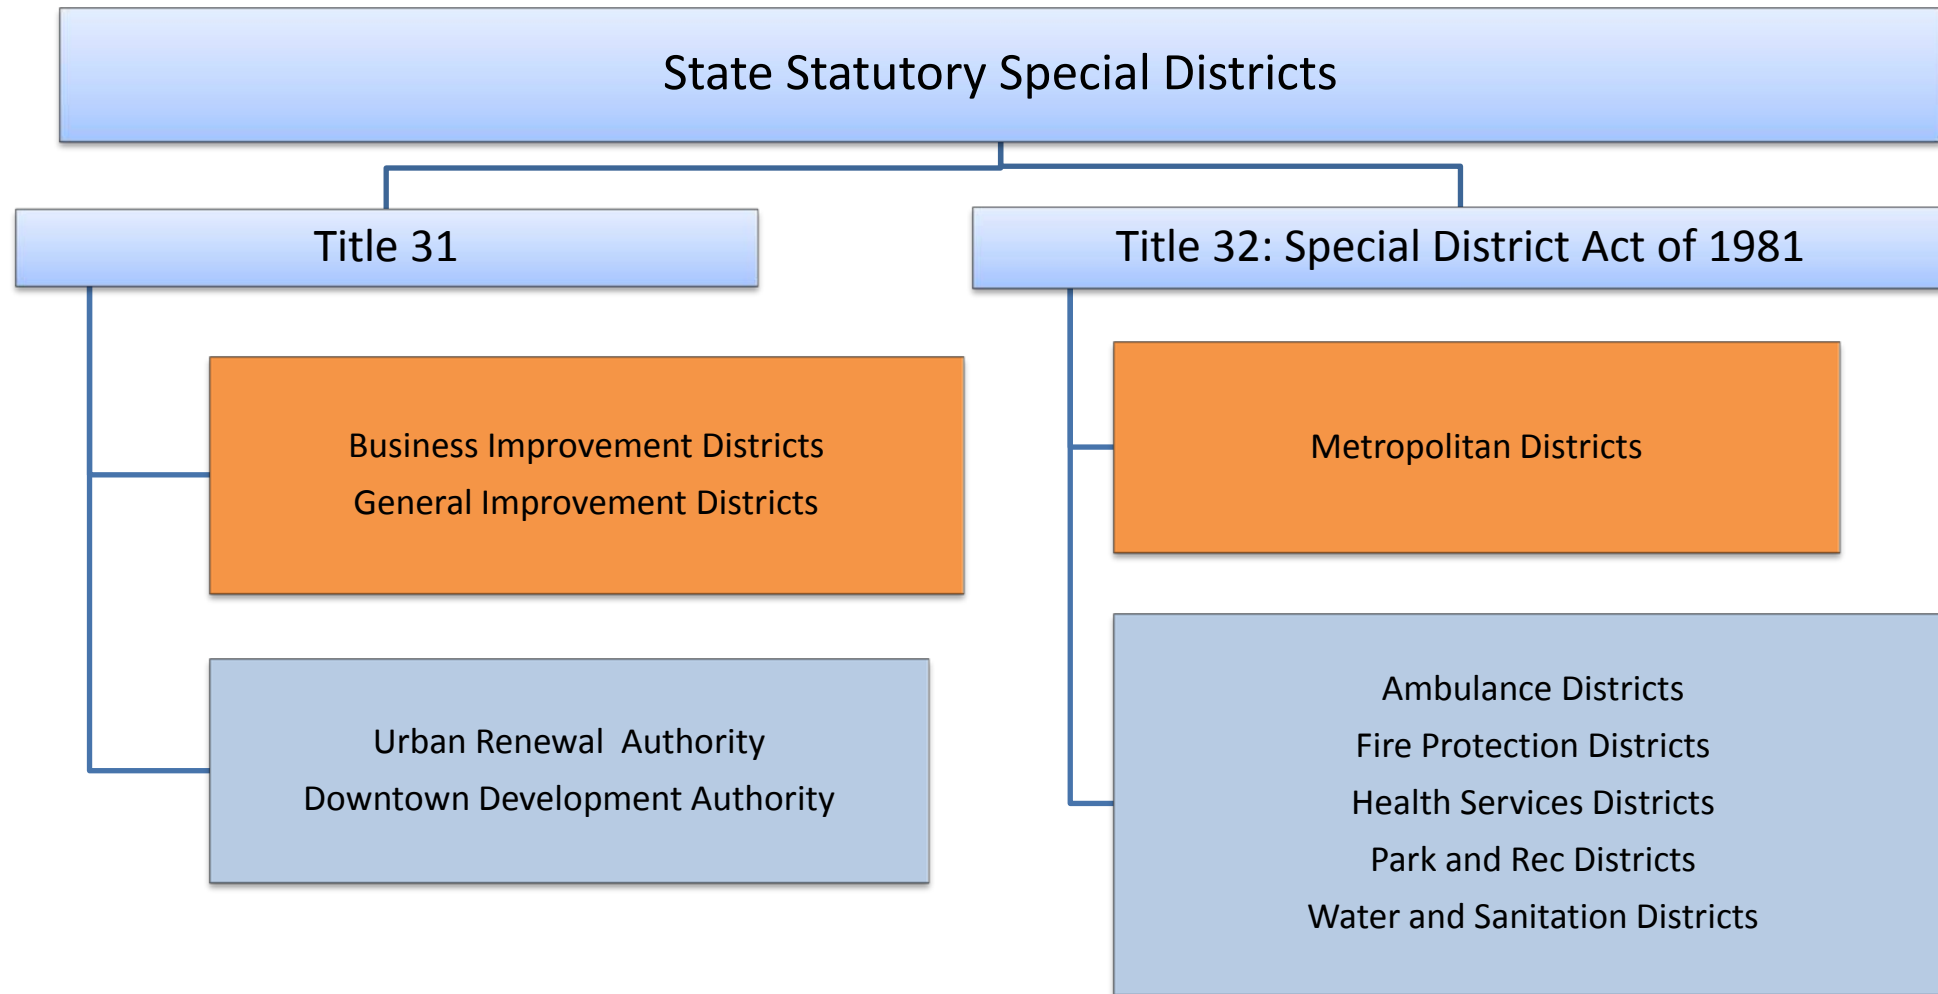 State Statutory Special Districts
Title 31
Business Improvement Districts
General Improvement Districts
Urban Renewal  Authority
Downtown Development Authority
Title 32: Special District Act of 1981
Metropolitan Districts
Ambulance Districts
Fire Protection Districts
Health Services Districts
Park and Rec Districts
Water and Sanitation Districts